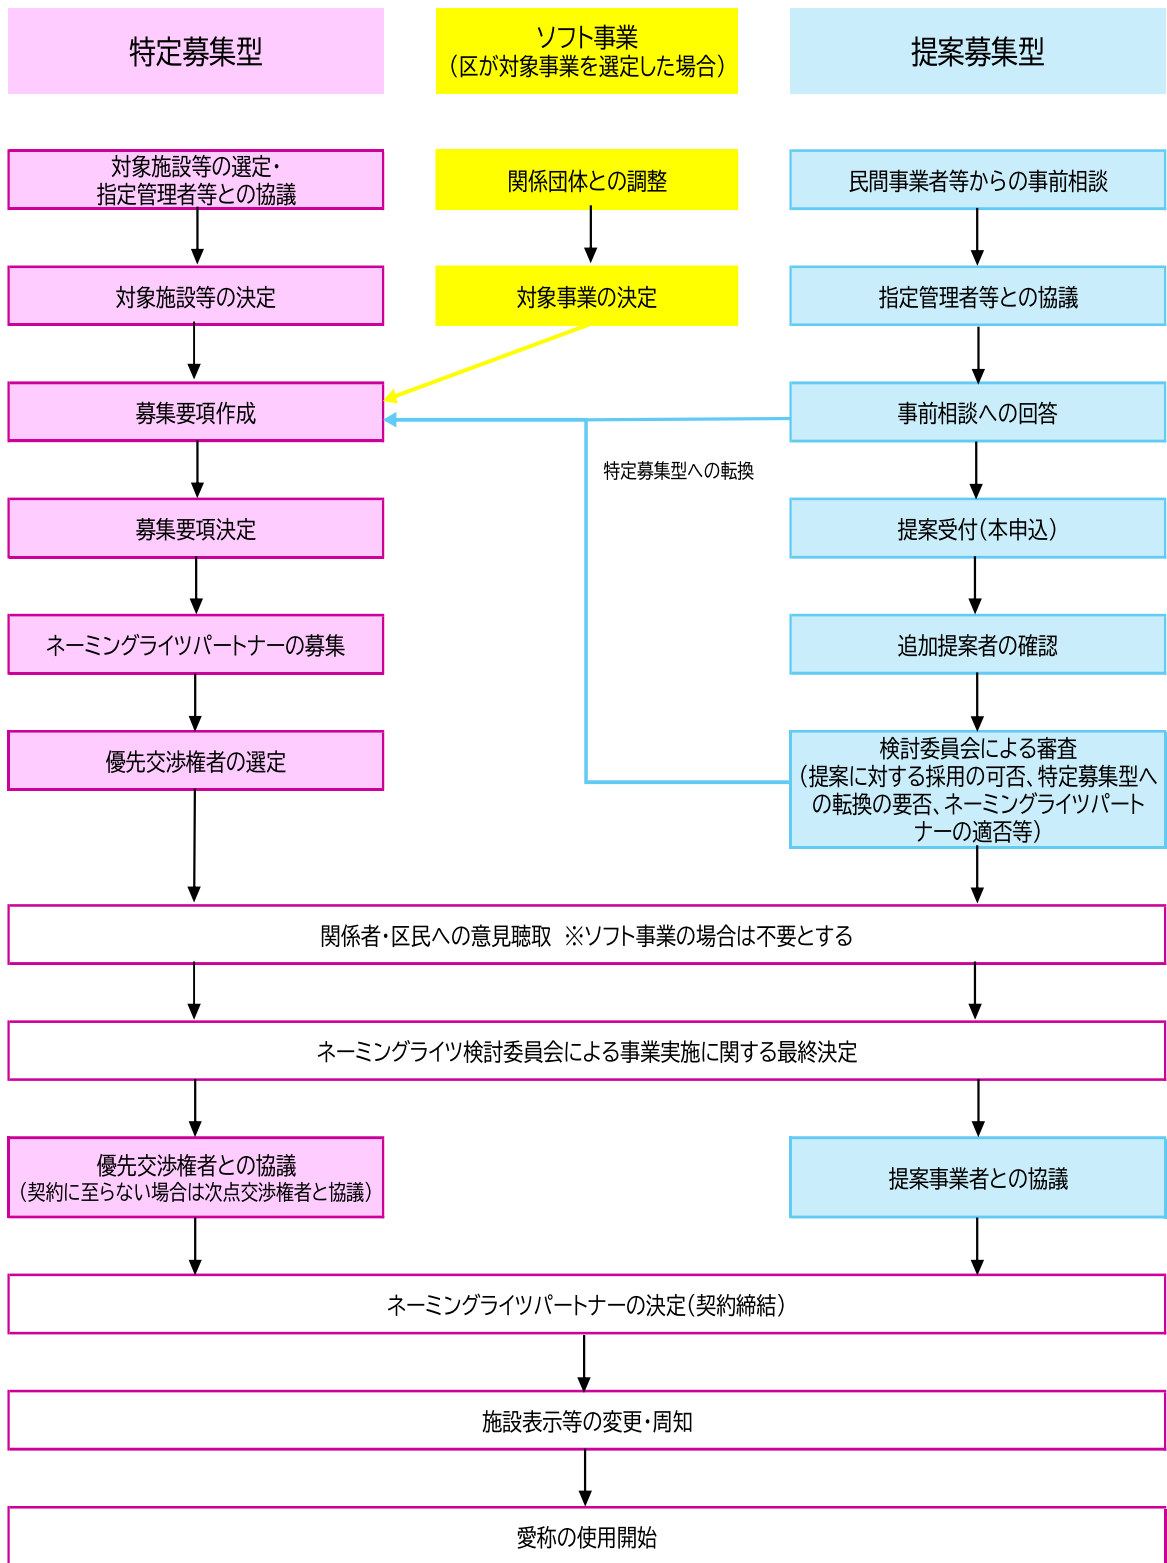 特定募集型
ソフト事業
（区が対象事業を選定した場合）
提案募集型
対象施設等の選定・
指定管理者等との協議
関係団体との調整
民間事業者等からの事前相談
対象施設等の決定
対象事業の決定
指定管理者等との協議
募集要項作成
事前相談への回答
特定募集型への転換
募集要項決定
提案受付（本申込）
ネーミングライツパートナーの募集
追加提案者の確認
優先交渉権者の選定
検討委員会による審査
（提案に対する採用の可否、特定募集型へ
の転換の要否、ネーミングライツパート
ナーの適否等）
関係者・区民への意見聴取　※ソフト事業の場合は不要とする
ネーミングライツ検討委員会による事業実施に関する最終決定
優先交渉権者との協議
（契約に至らない場合は次点交渉権者と協議）
提案事業者との協議
ネーミングライツパートナーの決定（契約締結）
施設表示等の変更・周知
愛称の使用開始